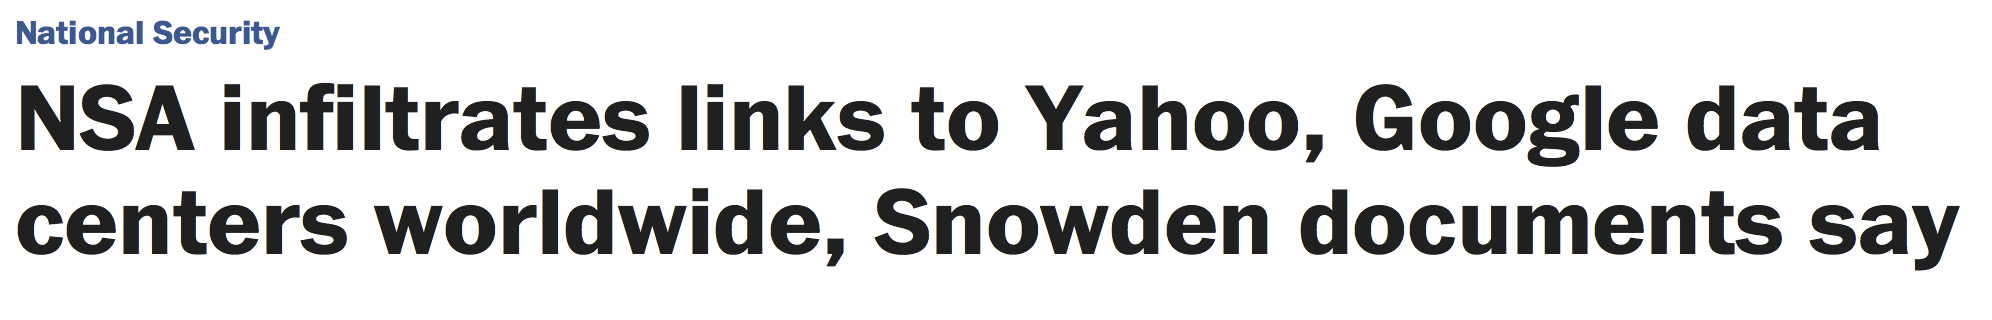 National Security
NSA infiltrates links to Yahoo, Google data
centers worldwide, Snowden documents say